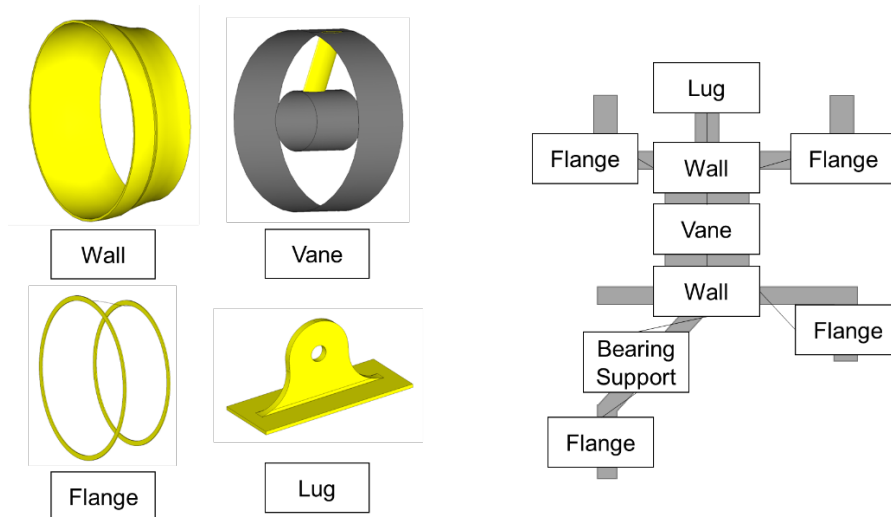 Wall
Vane
Flange
Lug
Lug
Flange
Wall
Flange
Vane
Wall
Flange
Bearing
Support
Flange